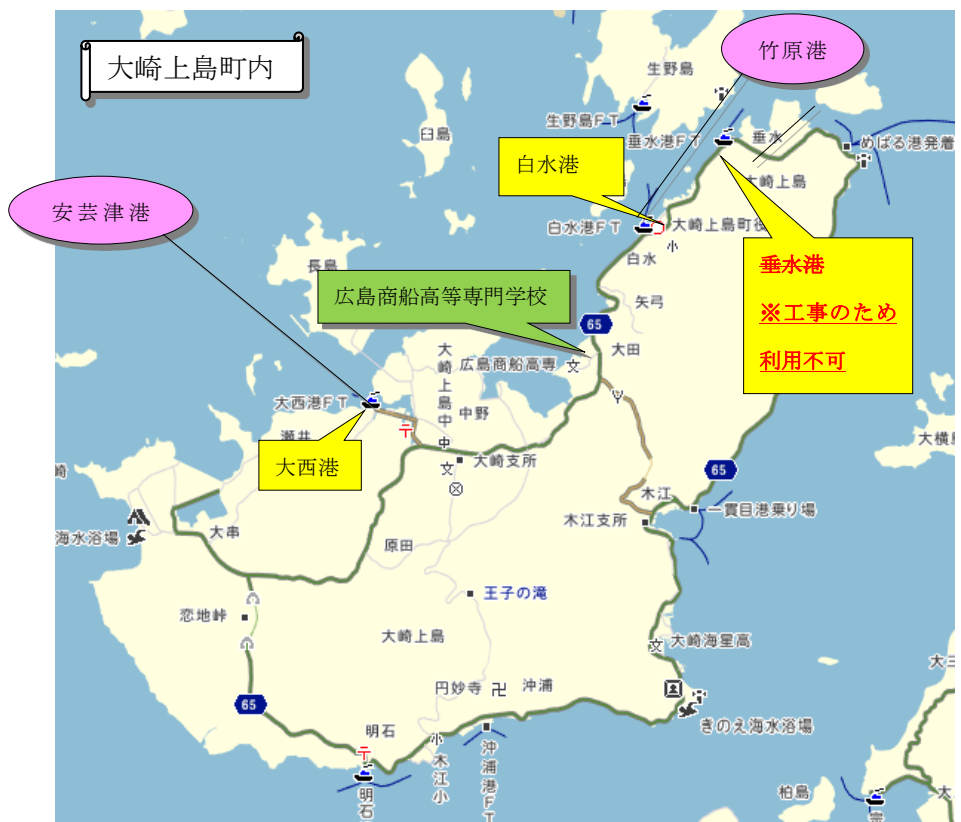 大崎上島町内
竹原港
生野島
臼島
生野島FT
垂水港FT
垂水
めばる港発着
白水港
大崎上島
安芸津港
白水港FT
大崎上島町役
小
白水
垂水港
※工事のため
利用不可
長島
広島商船高等専門学校
矢弓
65
大田
大崎上島中
広島商船高専
文
大西港FT
中野
〒
瀬井
中
大西港
文
大崎支所
大横島
65
木江
一貫目港乗り場
木江支所
崎
海水浴場
大串
原田
王子の滝
恋地峠
大崎上島
文
大崎海星高
大三
円妙寺
卍
沖浦
65
きのえ海水浴場
明石
〒
小
木江小
沖浦港FT
明石
柏島
大